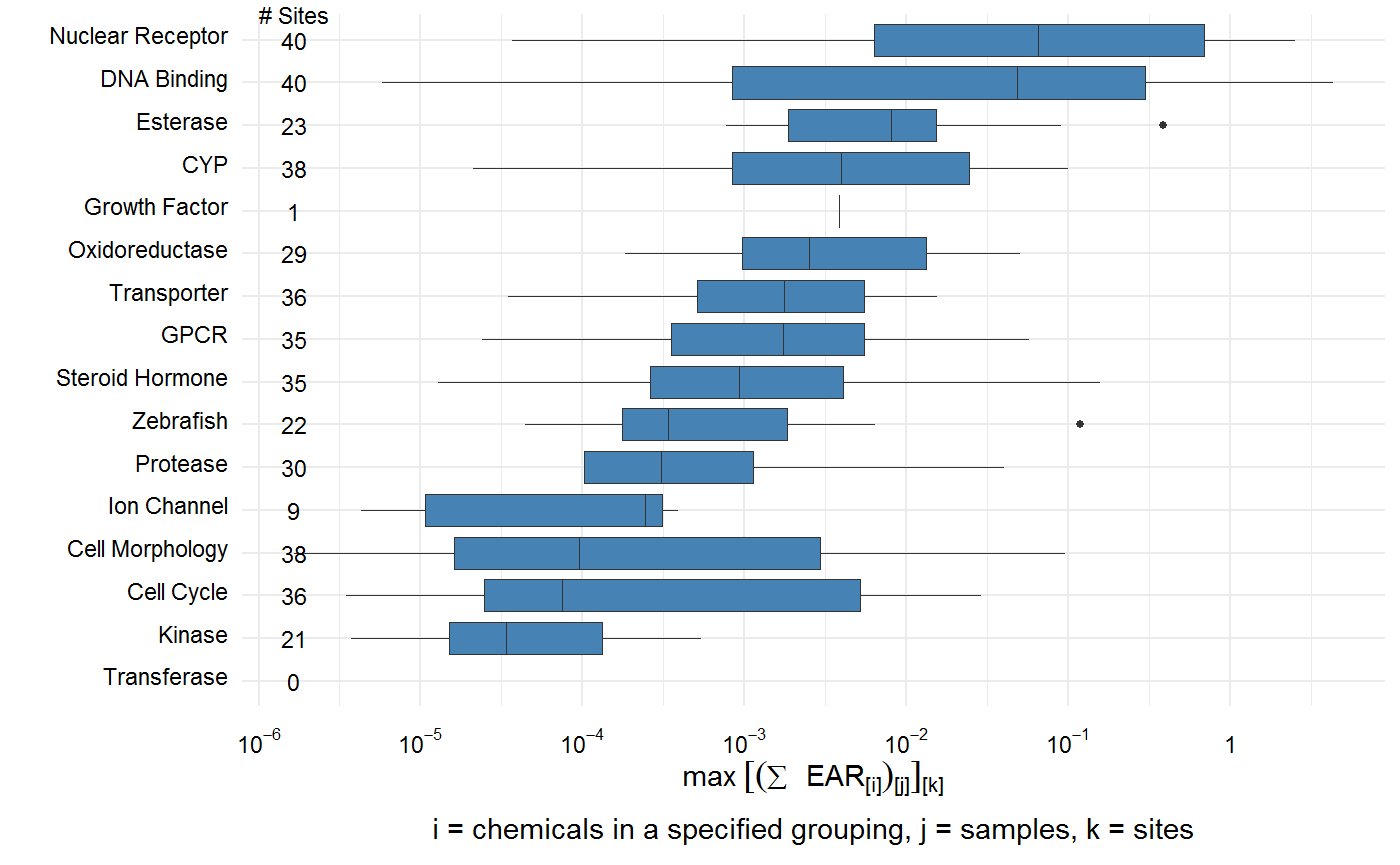 # Sites
Nuclear Receptor 40
DNA Binding 40
Esterase 23
CYP 38
Growth Factor 1
Oxidoreductase 29
Transporter 36
GPCR 35
Steroid Hormone 35
Zebrafish 22
Protease 30
Ion Channel 9
Cell Morphology 38
Cell Cycle 36
Kinase 21
Transferase 0
10⁻⁶ 10⁻⁵ 10⁻⁴ 10⁻³ 10⁻² 10⁻¹ 1
max [(∑ EAR[i])[j]][k]
i = chemicals in a specified grouping, j = samples, k = sites